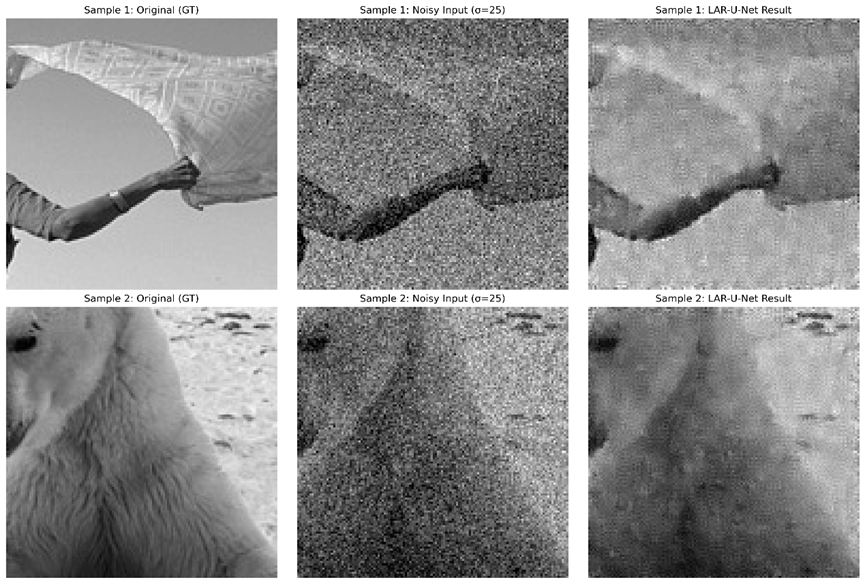 Sample 1: Original (GT)
Sample 1: Noisy Input (σ=25)
Sample 1: LAR-U-Net Result
Sample 2: Original (GT)
Sample 2: Noisy Input (σ=25)
Sample 2: LAR-U-Net Result